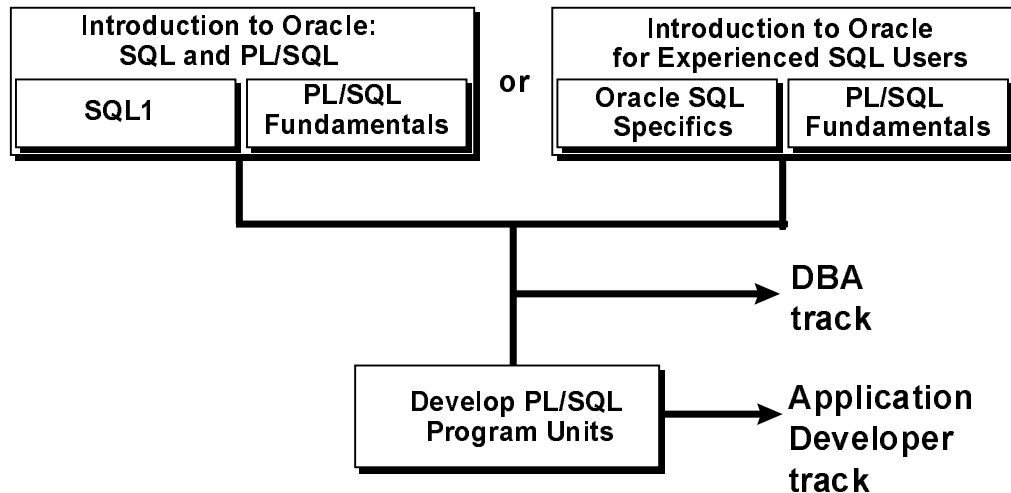 Introduction to Oracle:
SQL and PL/SQL
SQL1
PL/SQL
Fundamentals
or
Introduction to Oracle
for Experienced SQL Users
Oracle SQL
Specifics
PL/SQL
Fundamentals
DBA
track
Develop PL/SQL
Program Units
Application
Developer
track